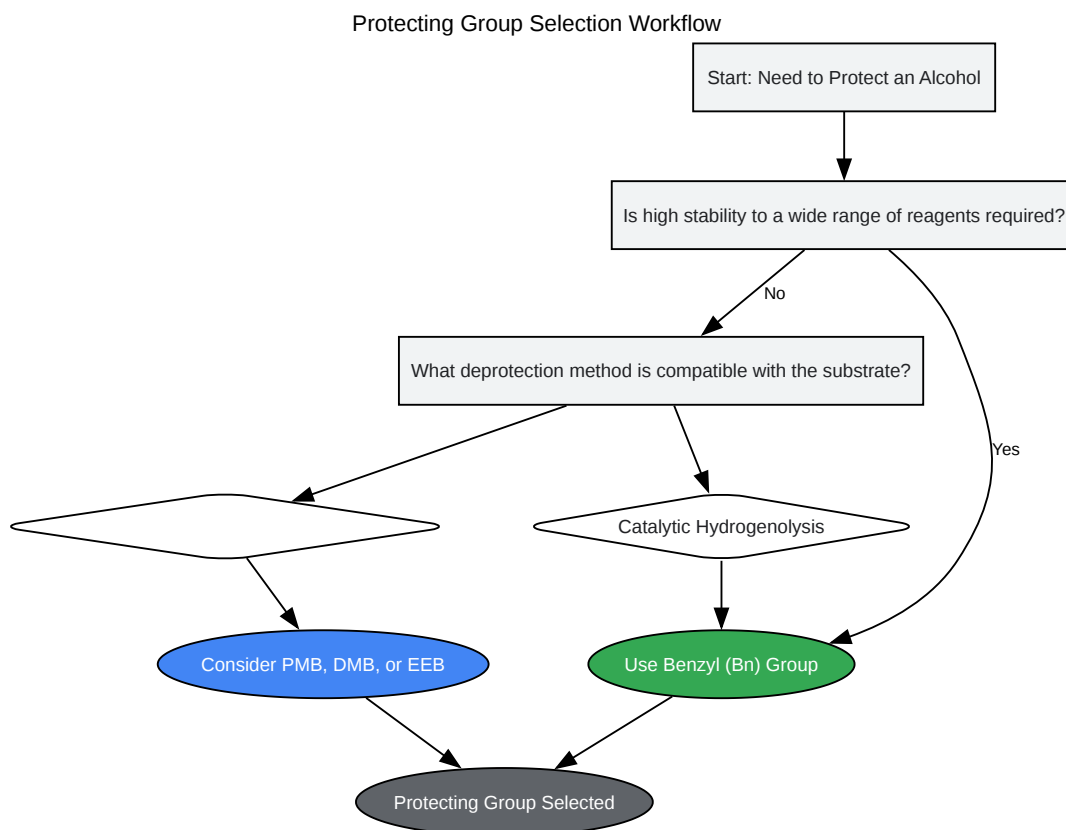 Protecting Group Selection Workflow
Start: Need to Protect an Alcohol
Is high stability to a wide range of reagents required?
No
What deprotection method is compatible with the substrate?
Yes
Catalytic Hydrogenolysis
Consider PMB, DMB, or EEB
Use Benzyl (Bn) Group
Protecting Group Selected